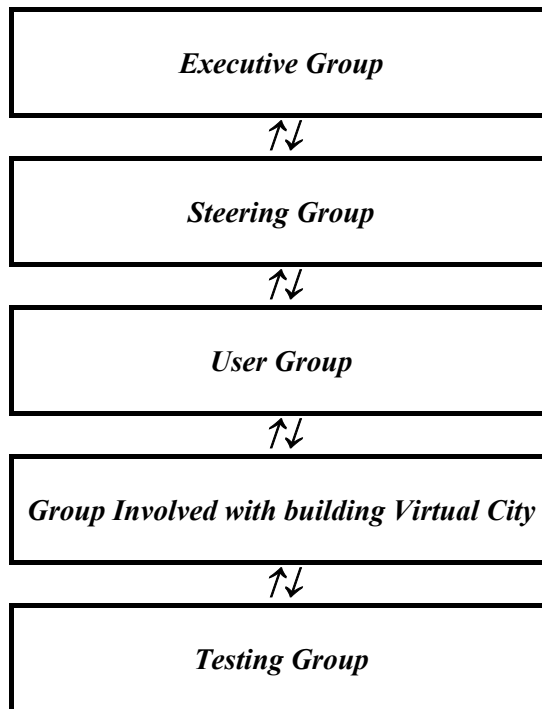 Executive Group
Steering Group
User Group
Group Involved with building Virtual City
Testing Group